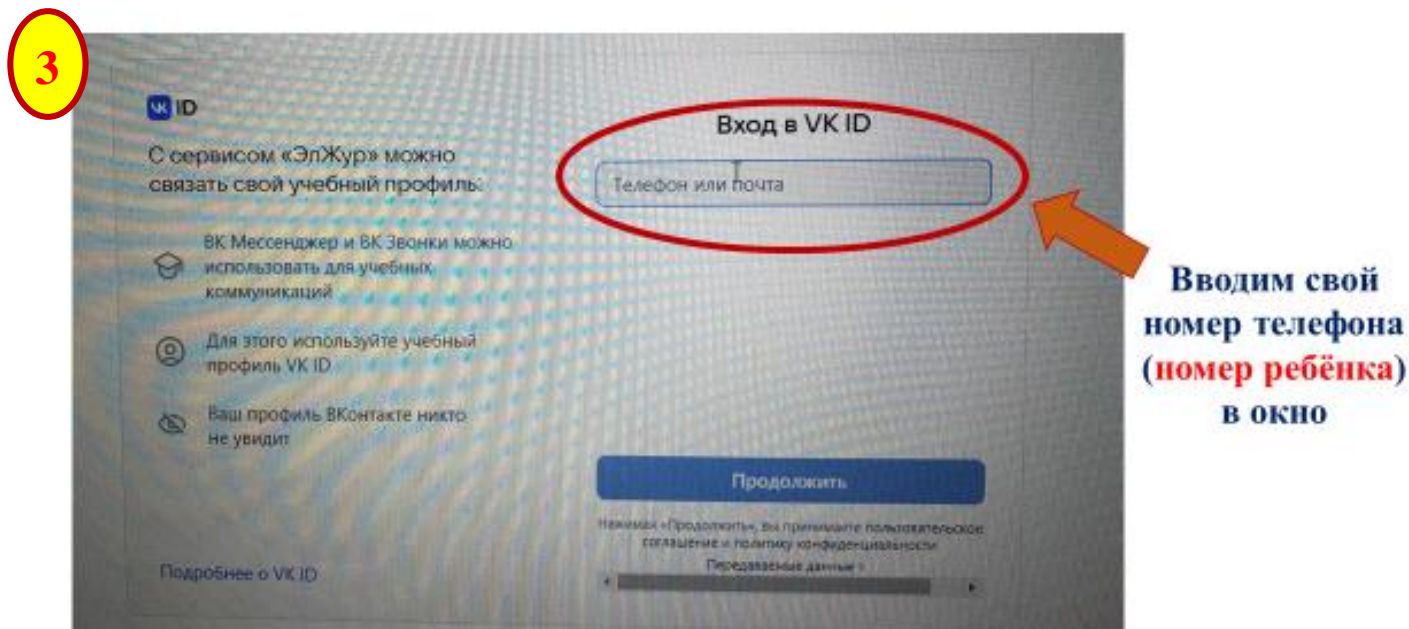 3
VK ID
С сервисом «ЭлЖур» можно
связать свой учебный профиль:
ВК Мессенджер и ВК Звонки можно
использовать для учебных
коммуникаций
Для этого используйте учебный
профиль VK ID
Ваш профиль ВКонтакте никто
не увидит
Подробнее о VK ID
Вход в VK ID
Телефон или почта
Продолжить
Нажимая «Продолжить», вы принимаете пользовательское
соглашение и политику конфиденциальности
Передаваемые данные
Вводим свой
номер телефона
(номер ребёнка)
в окно